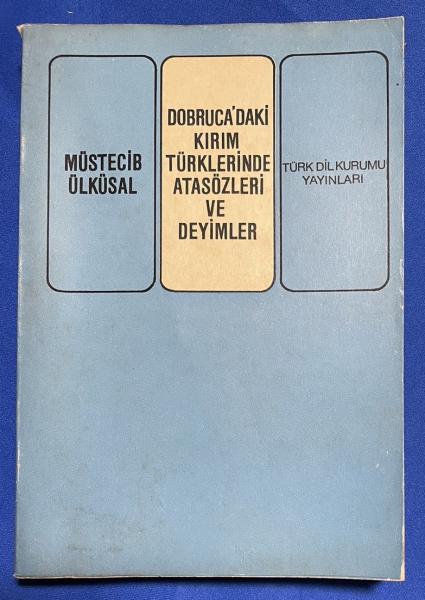 MÜSTECİB
ÜLKÜSAL
DOBRUCA'DAKİ
KIRIM
TÜRKLERİNDE
ATASÖZLERİ
VE
DEYİMLER
TÜRK DİL KURUMU
YAYINLARI